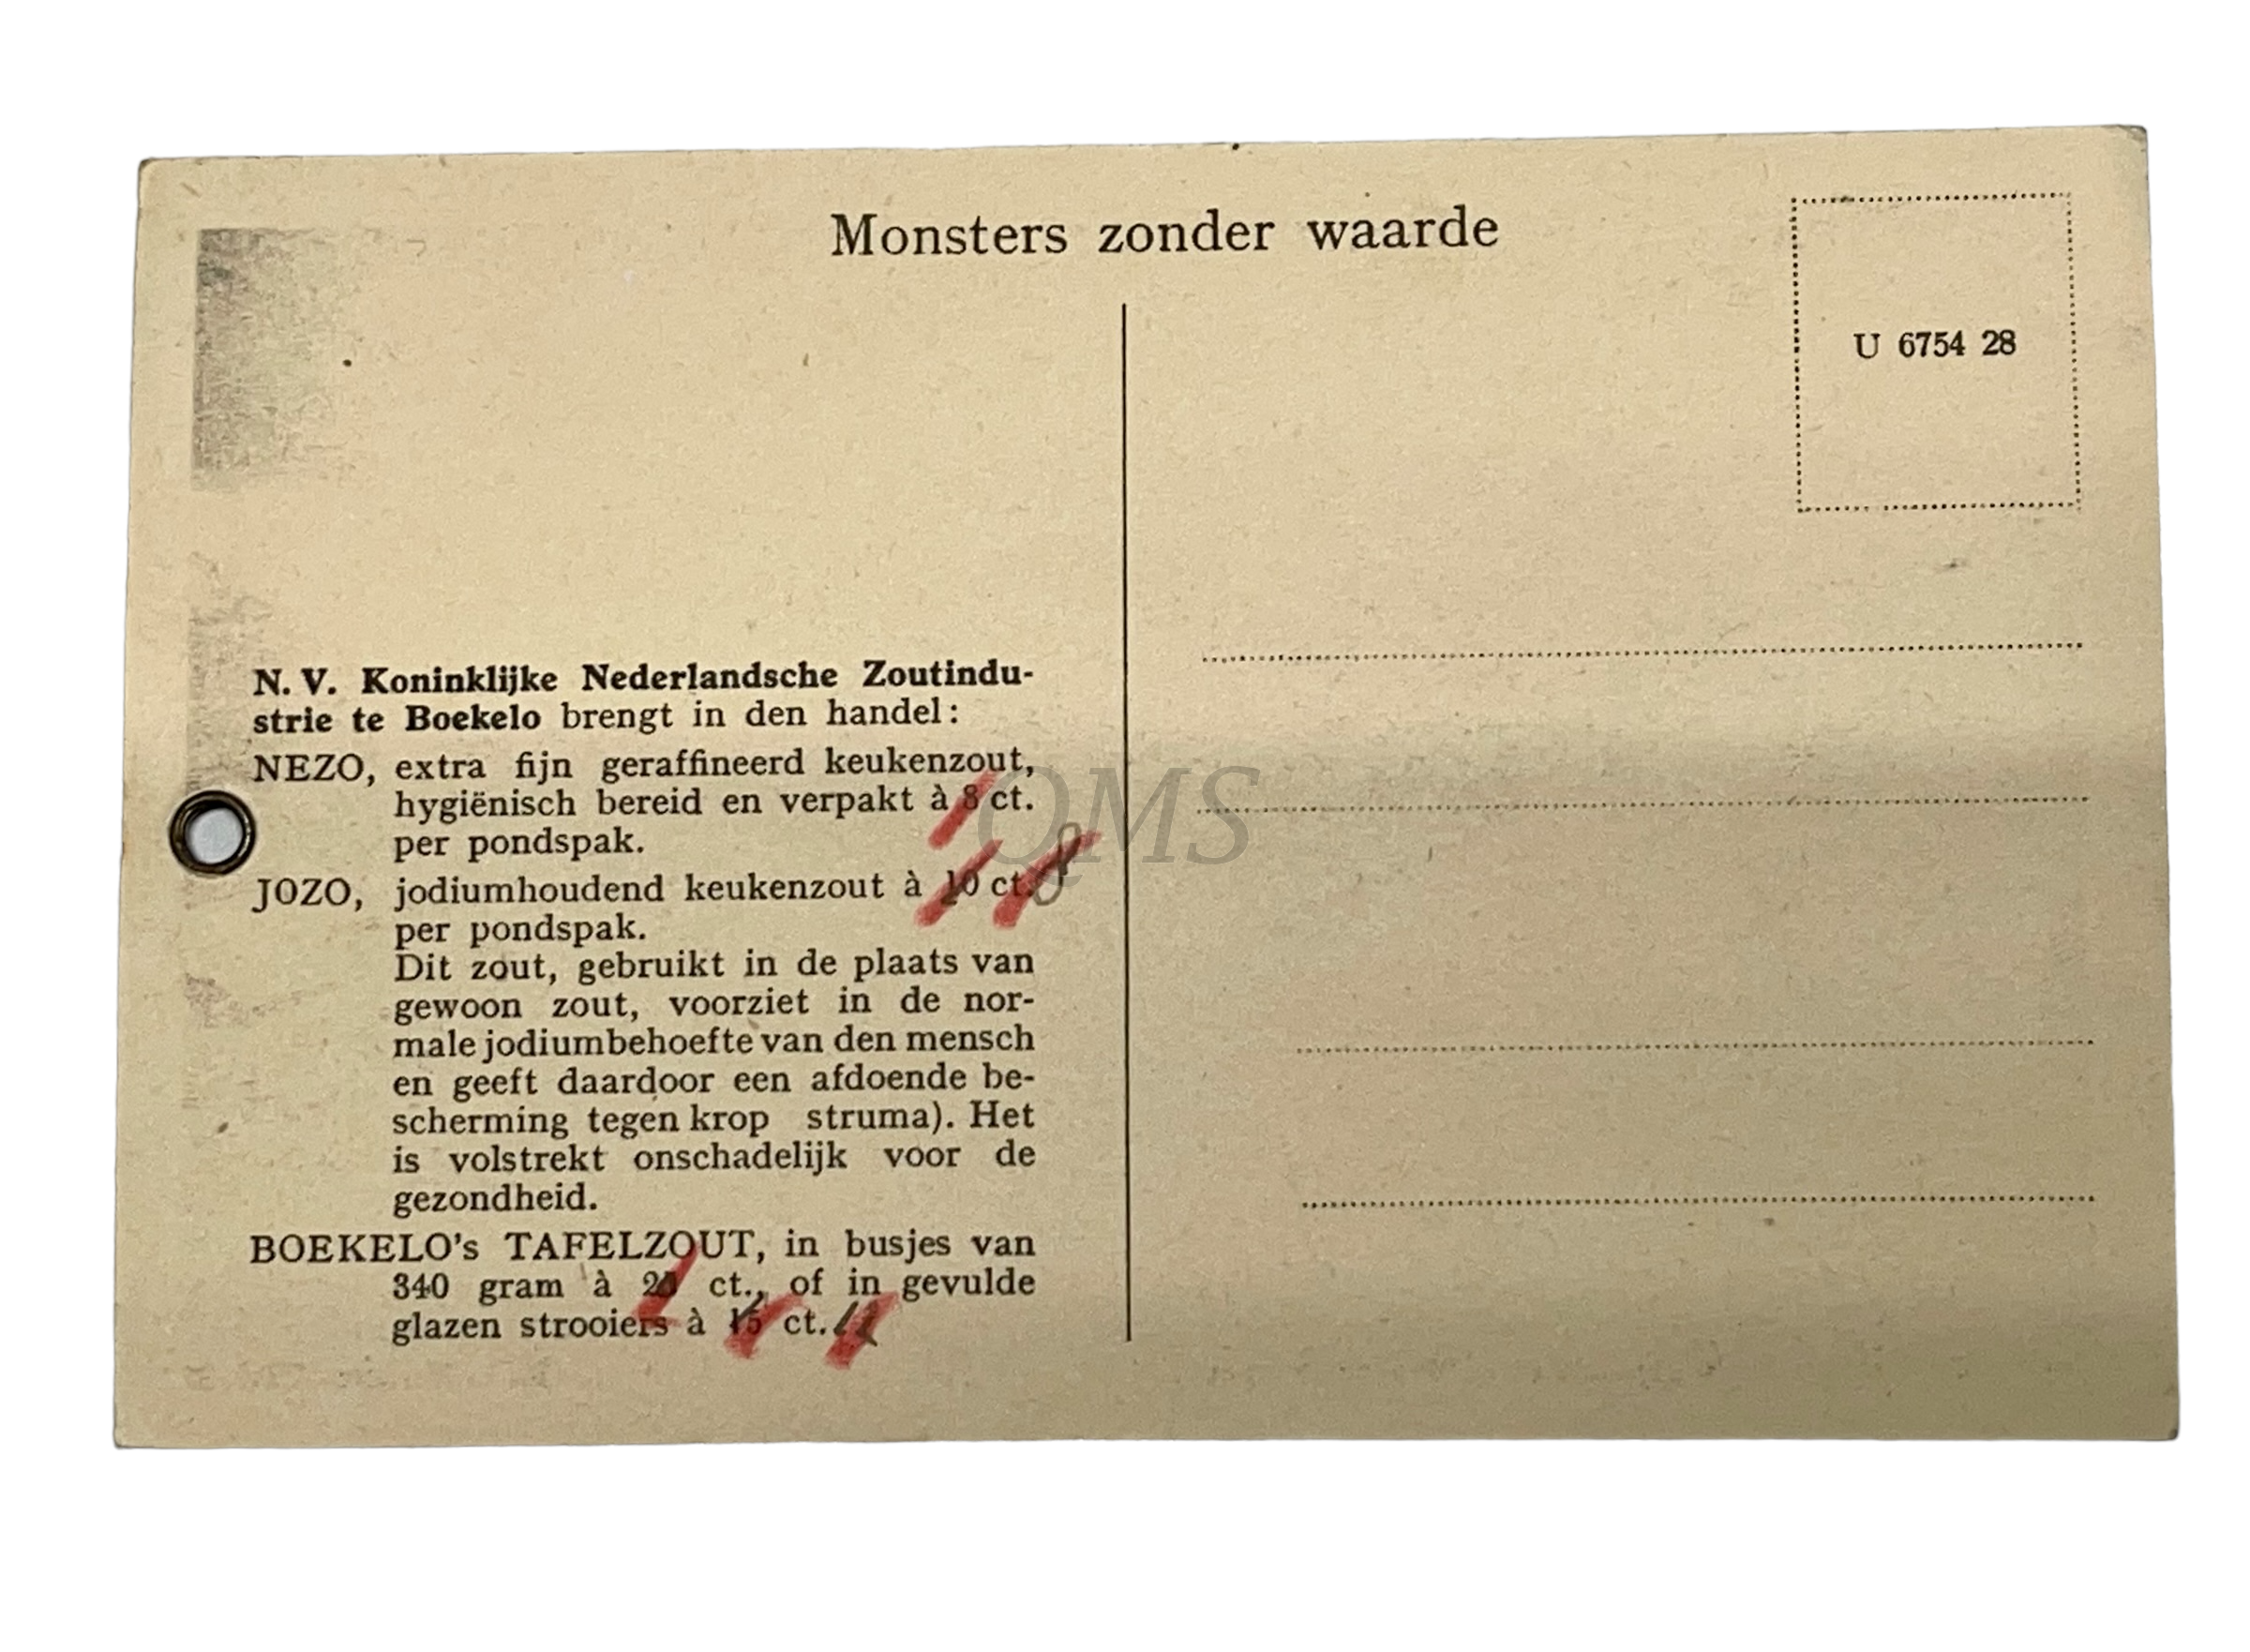 Monsters zonder waarde
U 6754 28
N. V. Koninklijke Nederlandsche Zoutindu-
strie te Boekelo brengt in den handel:
NEZO, extra fijn geraffineerd keukenzout,
hygiënisch bereid en verpakt à 8 ct.
per pondspak.
JOZO, jodiumhoudend keukenzout à 10 ct. 8
per pondspak.
Dit zout, gebruikt in de plaats van
gewoon zout, voorziet in de nor-
male jodiumbehoefte van den mensch
en geeft daardoor een afdoende be-
scherming tegen krop struma). Het
is volstrekt onschadelijk voor de
gezondheid.
BOEKELO's TAFELZOUT, in busjes van
340 gram à ct., of in gevulde
glazen strooiers à 15 ct. 12
QMS